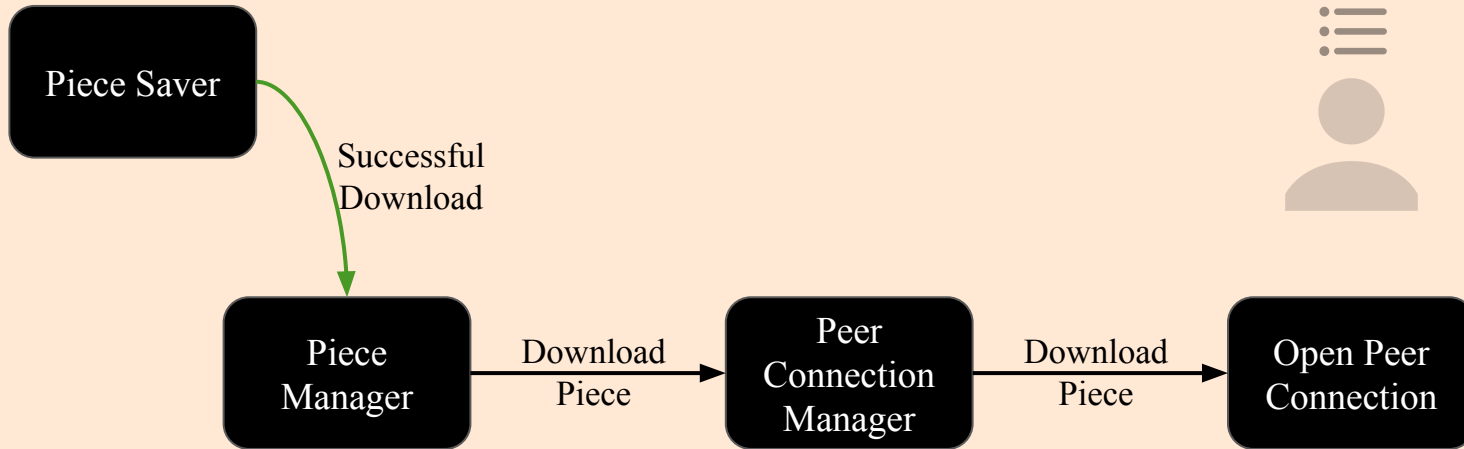 Piece Saver
Successful
Download
Piece
Manager
Download
Piece
Peer
Connection
Manager
Download
Piece
Open Peer
Connection